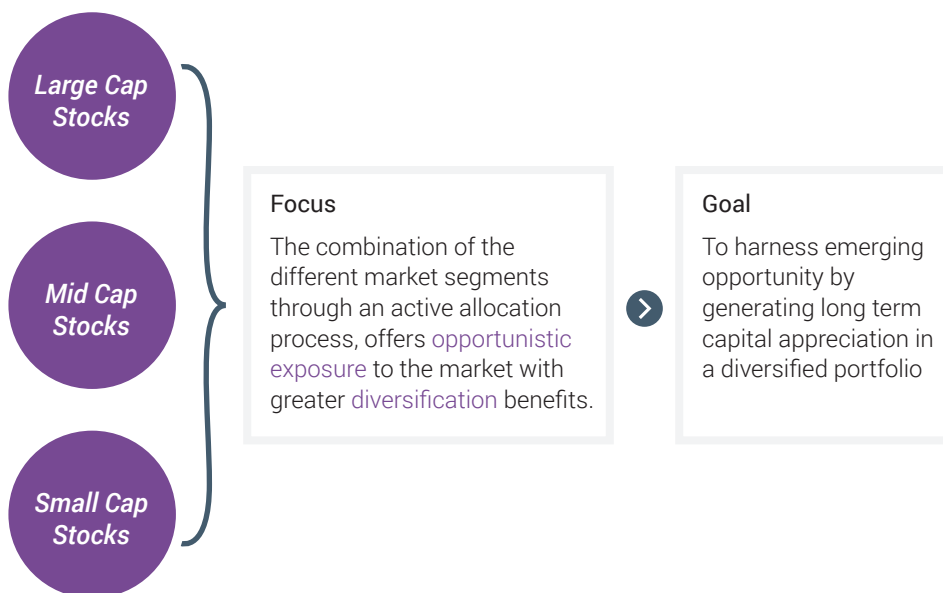 Large Cap
Stocks
Mid Cap
Stocks
Small Cap
Stocks
Focus
The combination of the
different market segments
through an active allocation
process, offers opportunistic
exposure to the market with
greater diversification benefits.
Goal
To harness emerging
opportunity by
generating long term
capital appreciation in
a diversified portfolio